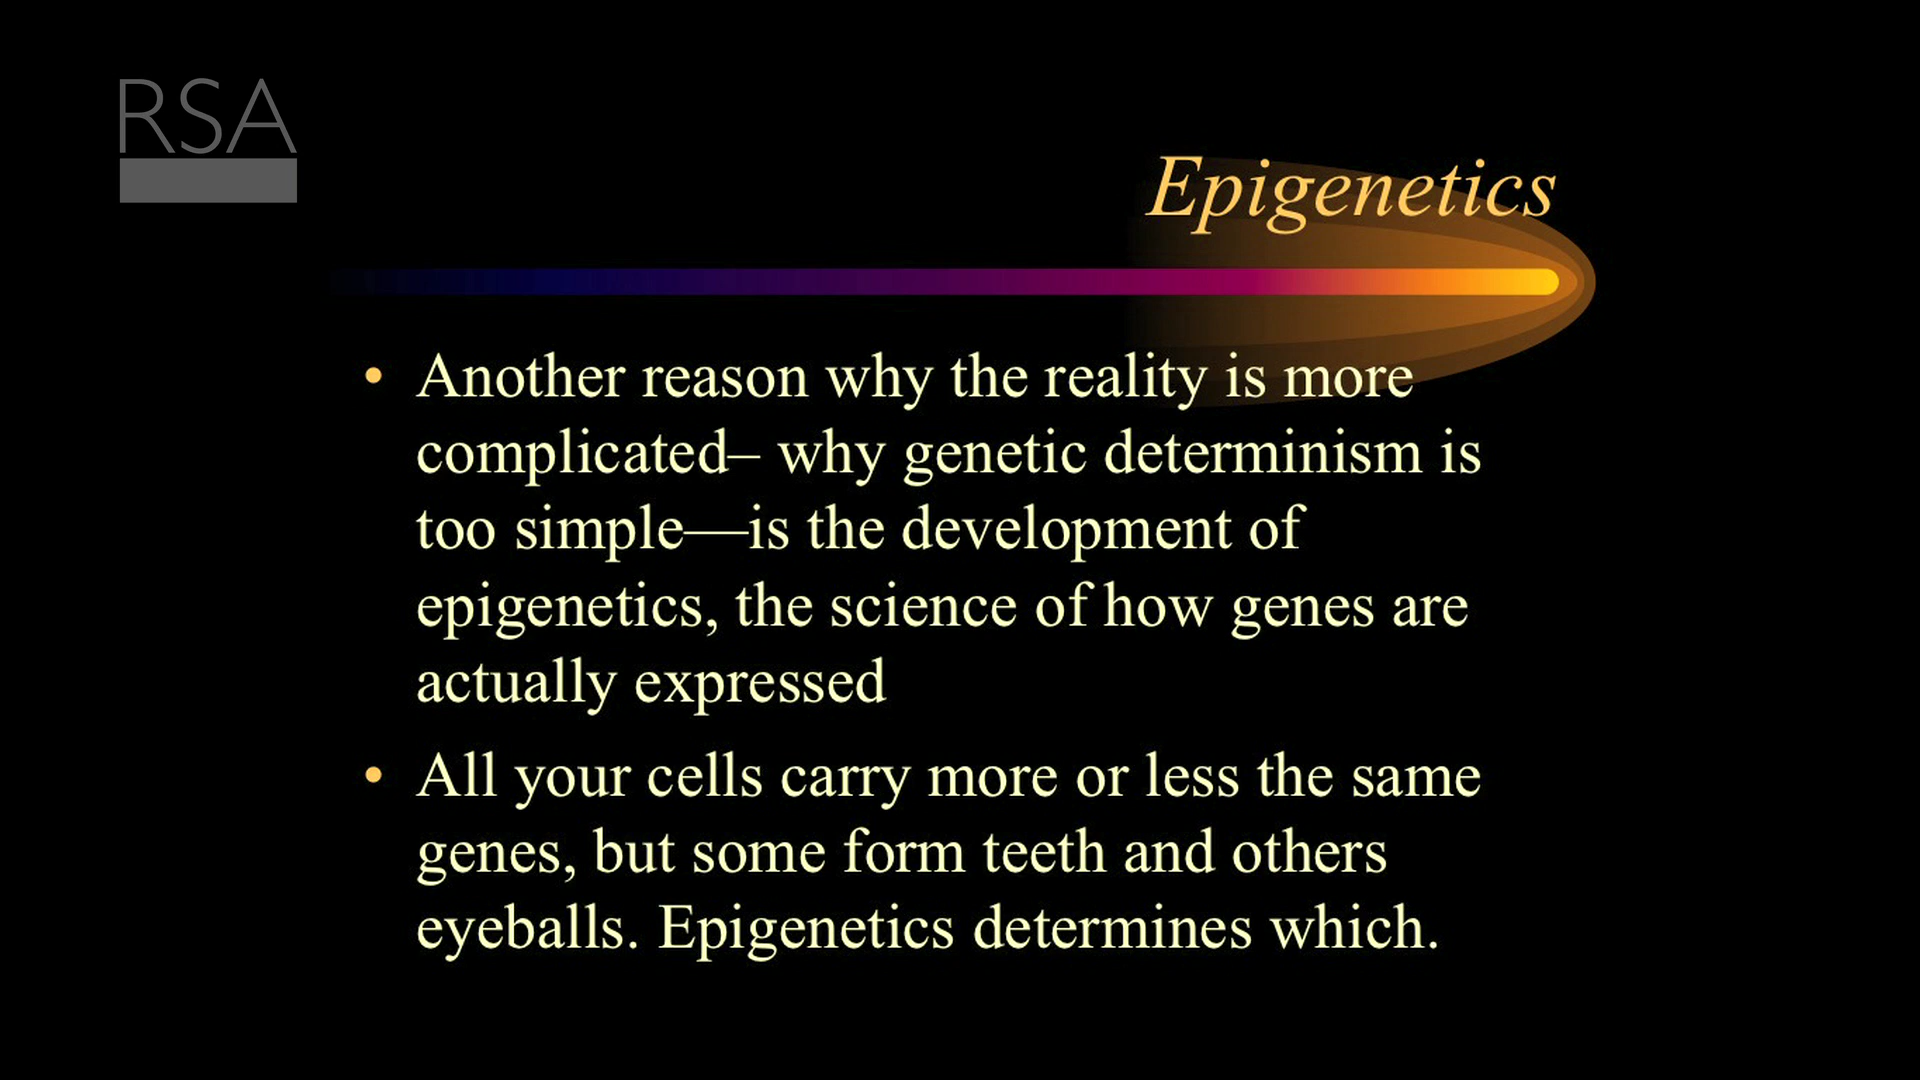 RSA
Epigenetics
• Another reason why the reality is more
complicated– why genetic determinism is
too simple—is the development of
epigenetics, the science of how genes are
actually expressed
• All your cells carry more or less the same
genes, but some form teeth and others
eyeballs. Epigenetics determines which.